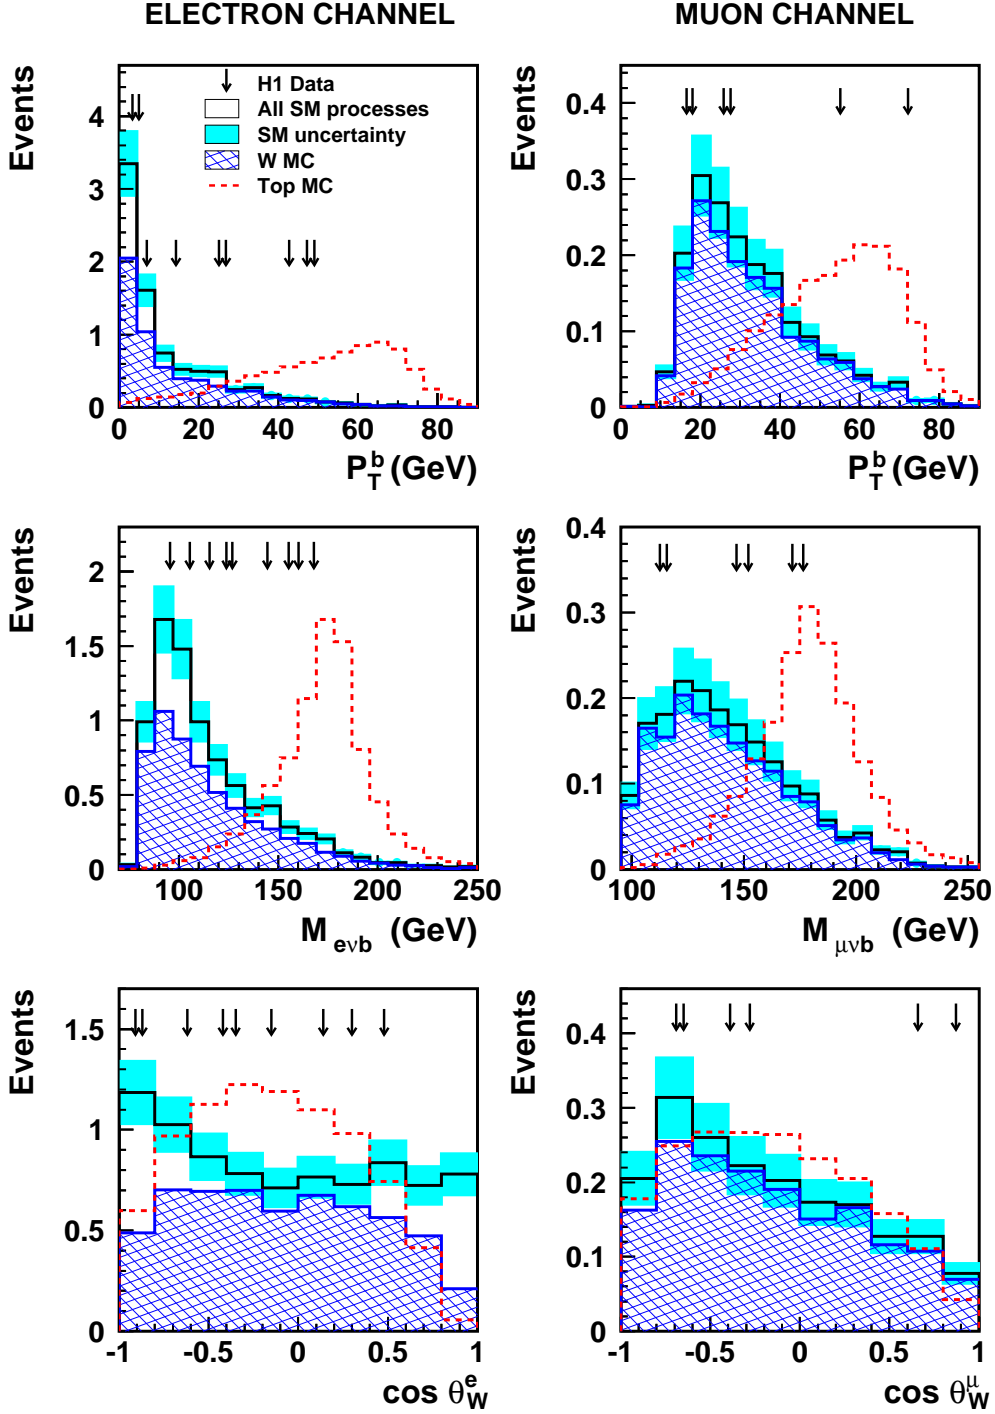 ELECTRON CHANNEL MUON CHANNEL
Events
4
3
2
1
0
0 20 40 60 80
P_T^b (GeV)
H1 Data
All SM processes
SM uncertainty
W MC
Top MC
Events
0.4
0.3
0.2
0.1
0
0 20 40 60 80
P_T^b (GeV)
Events
2
1.5
1
0.5
0
100 150 200 250
M eνb (GeV)
Events
0.4
0.3
0.2
0.1
0
100 150 200 250
M μνb (GeV)
Events
1.5
1
0.5
0
-1 -0.5 0 0.5 1
cos θ_W^e
Events
0.4
0.3
0.2
0.1
0
-1 -0.5 0 0.5 1
cos θ_W^μ